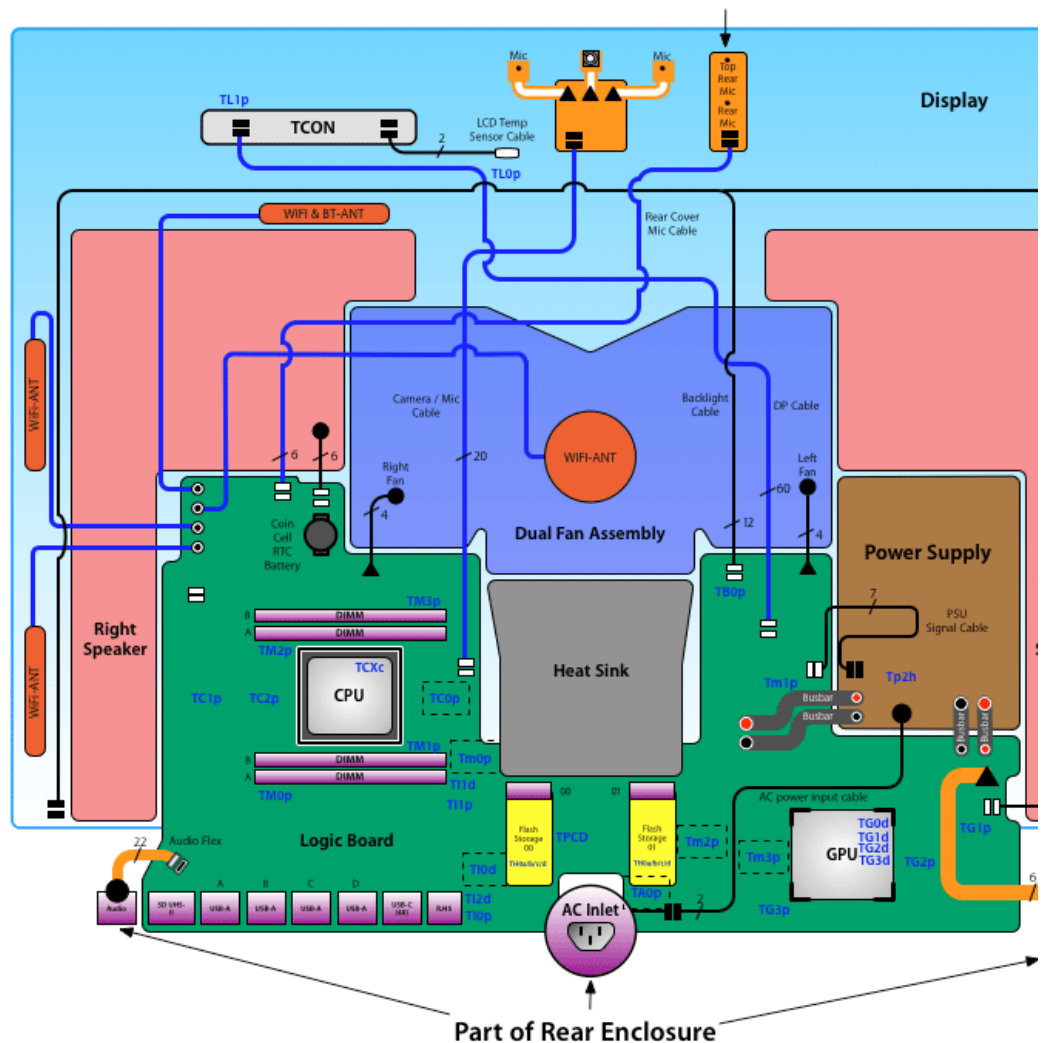 Mic
Mic
Top
Rear
Mic
Rear
Mic
Display
TL1p
TCON
LCD Temp
Sensor Cable
2
TL0p
WIFI & BT-ANT
Rear Cover
Mic Cable
WiFi-ANT
Camera / Mic
Cable
Backlight
Cable
DP Cable
6
6
20
WIFI-ANT
Right
Fan
Left
Fan
60
4
12
4
Coin
Cell
RTC
Battery
Dual Fan Assembly
Power Supply
TB0p
7
PSU
Signal Cable
TM3p
B
DIMM
A
DIMM
TM2p
Right
Speaker
WiFi-ANT
TCXc
CPU
TC1p
TC2p
TC0p
Heat Sink
Tm1p
Tp2h
Busbar
Busbar
Busbar
TM1p
Tm0p
B
DIMM
A
DIMM
TM0p
TI1d
TI1p
00
01
AC power input cable
Flash
Storage
00
Flash
Storage
01
TPCD
TH0a/b/c/d
Logic Board
Audio Flex
22
Tm2p
Tm3p
GPU
TG0d
TG1d
TG2d
TG3d
TG1p
TG2p
TG3p
6
TI0d
TI2d
TI0p
TA0p
2
AC Inlet
A
B
C
D
Audio
SD UHS-
II
USB-A
USB-A
USB-A
USB-A
USB-C
RJ45
Part of Rear Enclosure